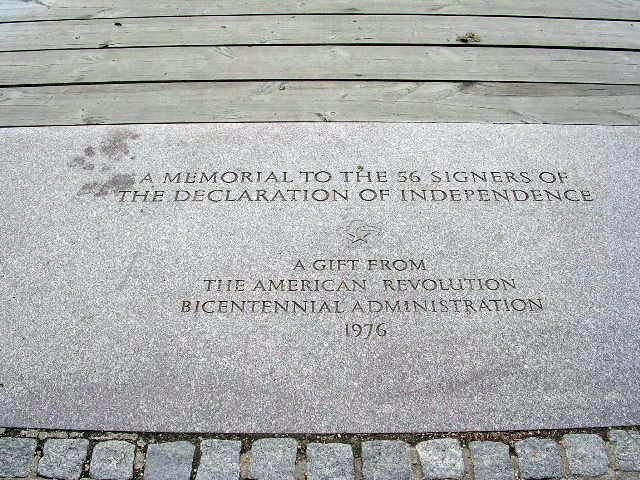 A MEMORIAL TO THE 56 SIGNERS OF
THE DECLARATION OF INDEPENDENCE
A GIFT FROM
THE AMERICAN REVOLUTION
BICENTENNIAL ADMINISTRATION
1976